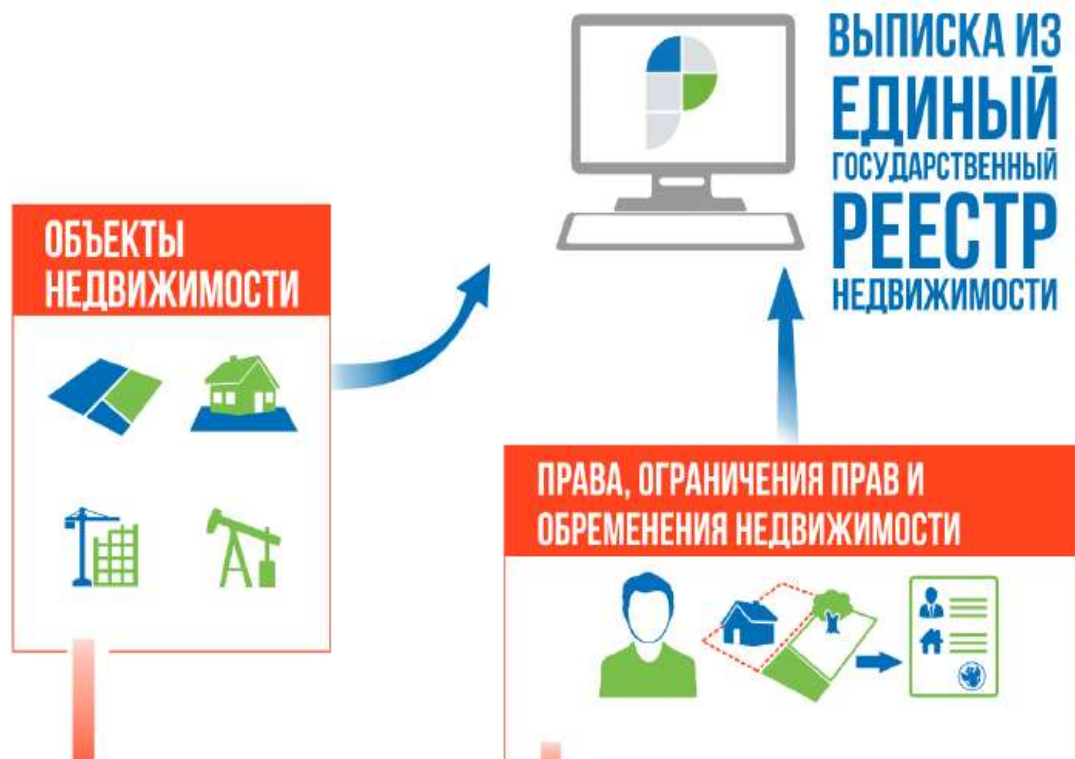 ВЫПИСКА ИЗ
ЕДИНЫЙ
ГОСУДАРСТВЕННЫЙ
РЕЕСТР
НЕДВИЖИМОСТИ
ОБЪЕКТЫ
НЕДВИЖИМОСТИ
ПРАВА, ОГРАНИЧЕНИЯ ПРАВ И
ОБРЕМЕНЕНИЯ НЕДВИЖИМОСТИ